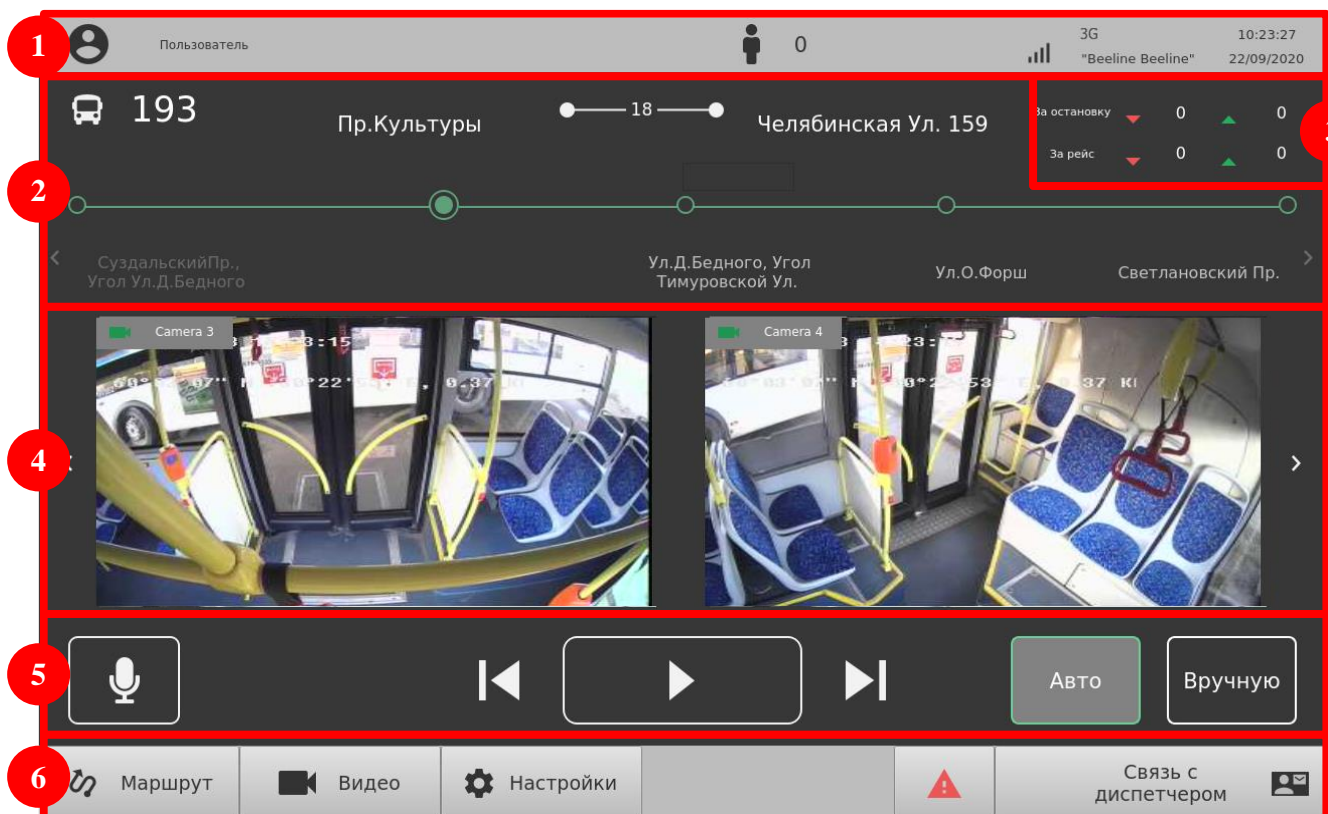 1
Пользователь
0
3G
10:23:27
"Beeline Beeline"
22/09/2020
193
Пр.Культуры
18
Челябинская Ул. 159
За остановку
0
0
За рейс
0
0
2
СуздальскийПр.,
Угол Ул.Д.Бедного
Ул.Д.Бедного, Угол
Тимуровской Ул.
Ул.О.Форш
Светлановский Пр.
Camera 3
Camera 4
4
5
Авто
Вручную
6
Маршрут
Видео
Настройки
Связь с
диспетчером